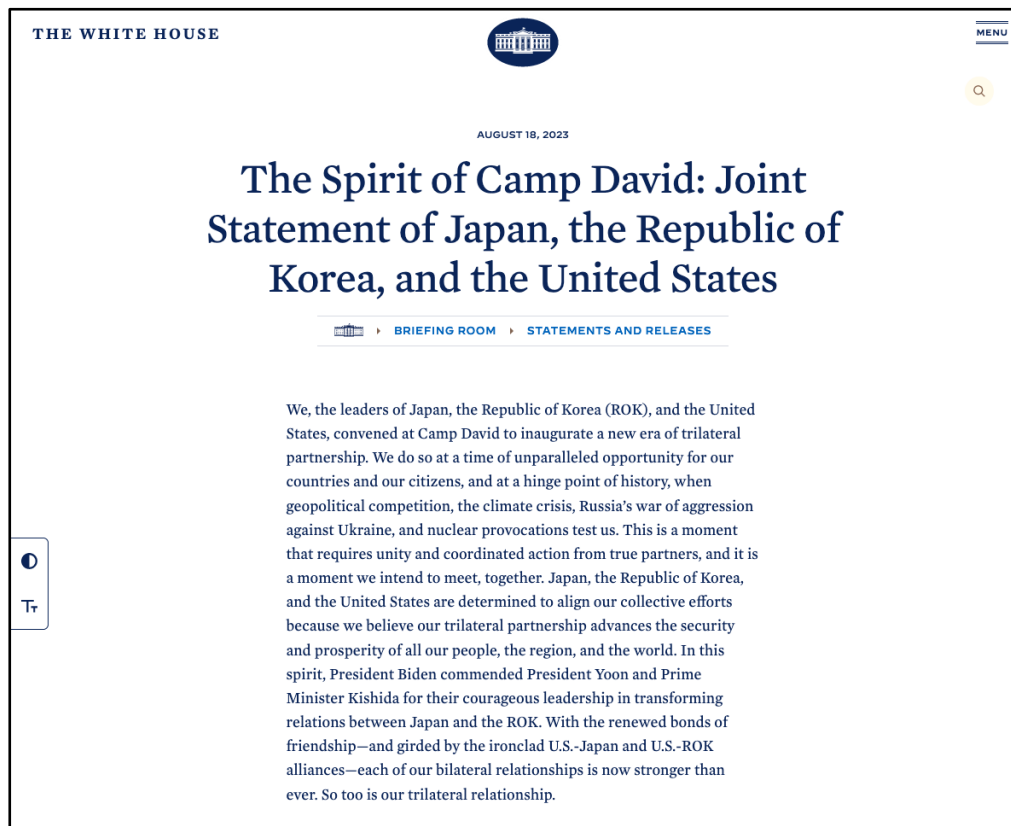 THE WHITE HOUSE
MENU
AUGUST 18, 2023
The Spirit of Camp David: Joint
Statement of Japan, the Republic of
Korea, and the United States
BRIEFING ROOM
STATEMENTS AND RELEASES
We, the leaders of Japan, the Republic of Korea (ROK), and the United
States, convened at Camp David to inaugurate a new era of trilateral
partnership. We do so at a time of unparalleled opportunity for our
countries and our citizens, and at a hinge point of history, when
geopolitical competition, the climate crisis, Russia’s war of aggression
against Ukraine, and nuclear provocations test us. This is a moment
that requires unity and coordinated action from true partners, and it is
a moment we intend to meet, together. Japan, the Republic of Korea,
and the United States are determined to align our collective efforts
because we believe our trilateral partnership advances the security
and prosperity of all our people, the region, and the world. In this
spirit, President Biden commended President Yoon and Prime
Minister Kishida for their courageous leadership in transforming
relations between Japan and the ROK. With the renewed bonds of
friendship—and girded by the ironclad U.S.-Japan and U.S.-ROK
alliances—each of our bilateral relationships is now stronger than
ever. So too is our trilateral relationship.
TT